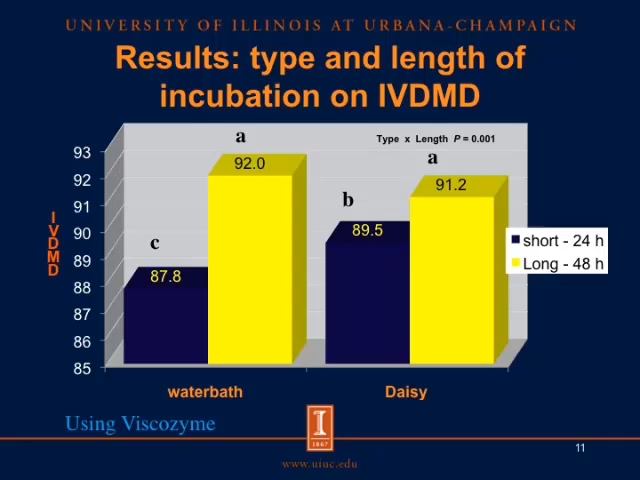 UNIVERSITY OF ILLINOIS AT URBANA-CHAMPAIGN
Results: type and length of
incubation on IVDMD
Type x Length P = 0.001
a
a
b
c
92.0
91.2
89.5
87.8
93
92
91
90
89
88
87
86
85
IVDMD
short - 24 h
Long - 48 h
waterbath
Daisy
Using Viscozyme
I
1867
www.uiuc.edu
11